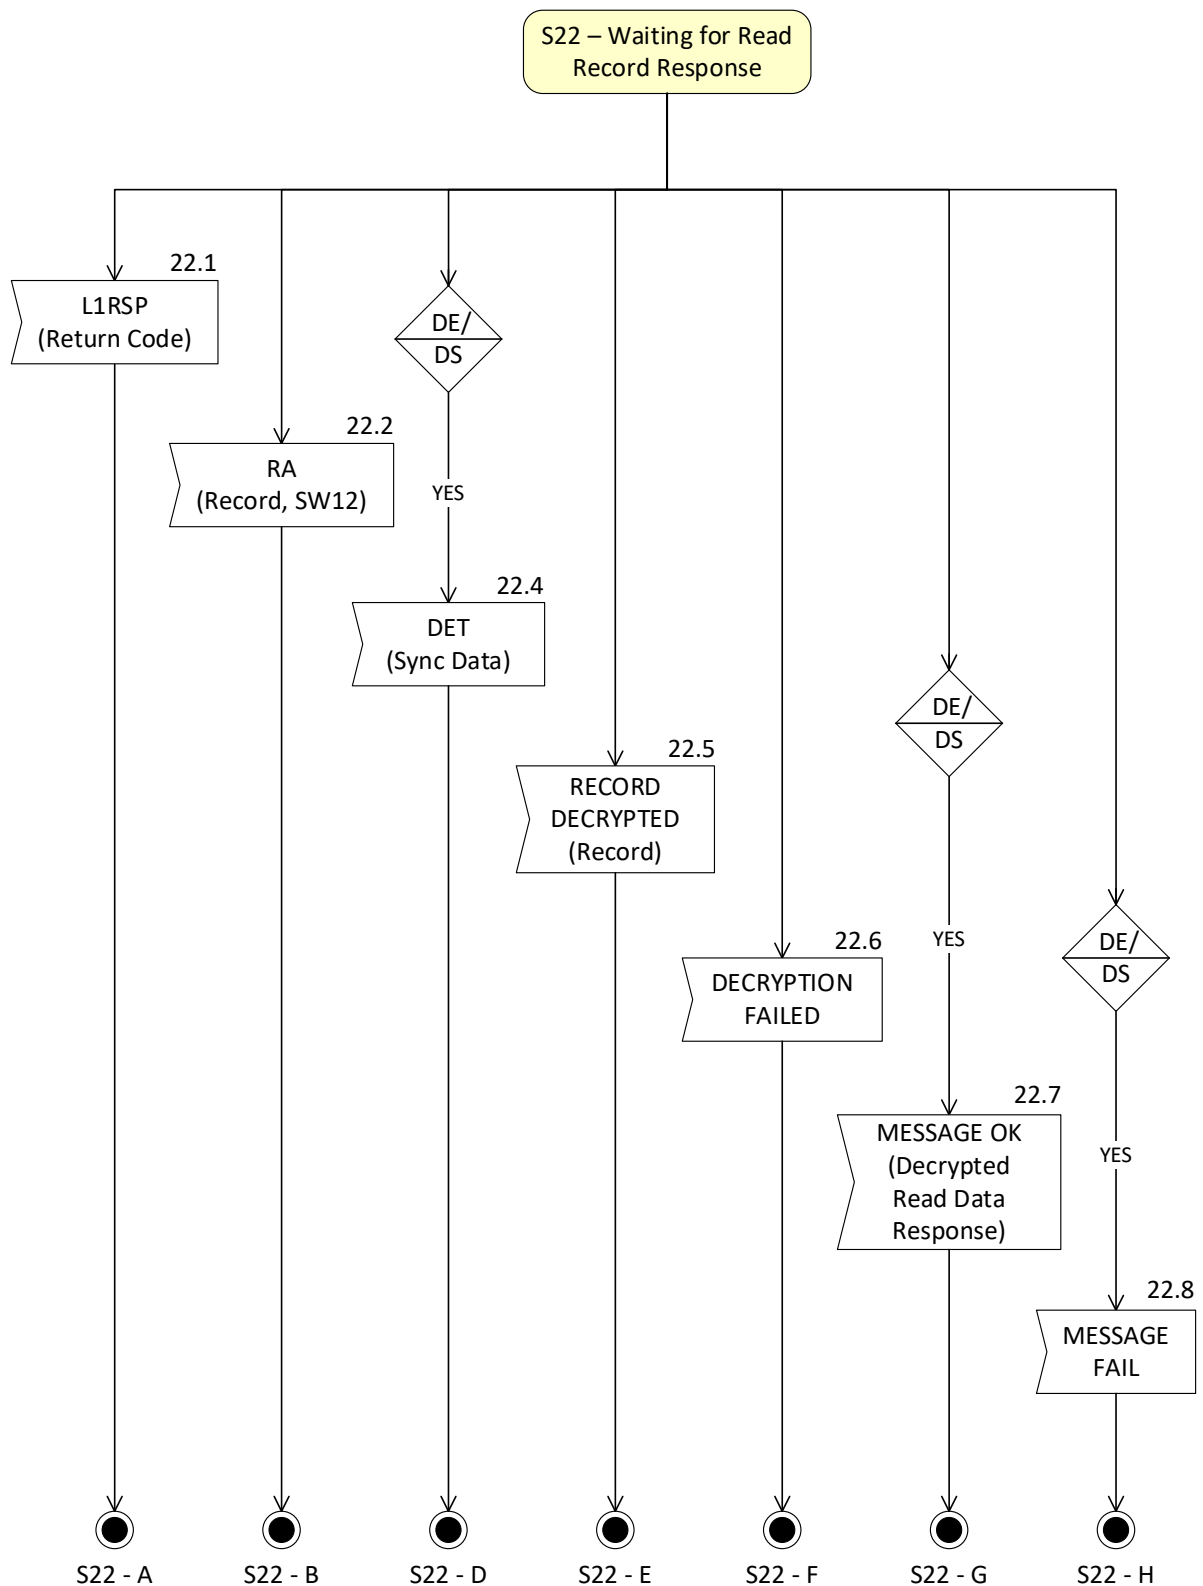 S22 – Waiting for Read
Record Response
22.1
L1RSP
(Return Code)
DE/
DS
22.2
RA
(Record, SW12)
YES
22.4
DET
(Sync Data)
DE/
DS
22.5
RECORD
DECRYPTED
(Record)
22.6
DECRYPTION
FAILED
YES
DE/
DS
22.7
MESSAGE OK
(Decrypted
Read Data
Response)
YES
22.8
MESSAGE
FAIL
S22 - A
S22 - B
S22 - D
S22 - E
S22 - F
S22 - G
S22 - H